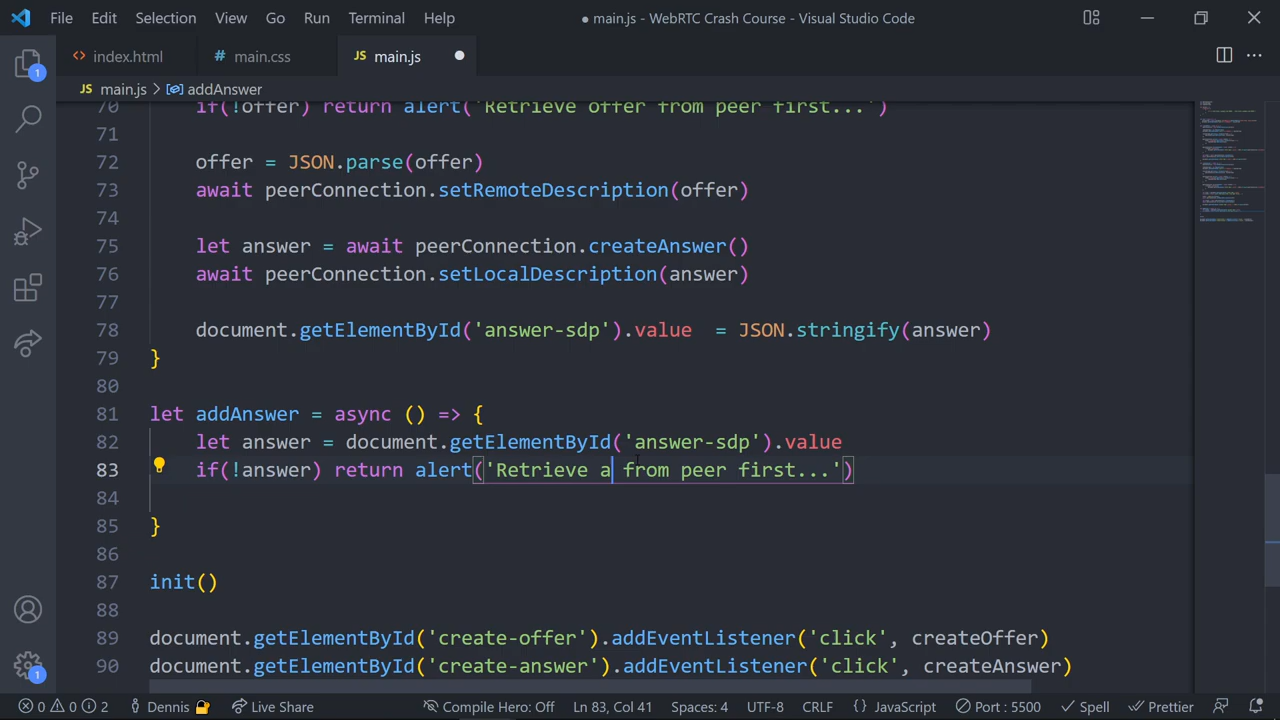 File Edit Selection View Go Run Terminal Help ● main.js - WebRTC Crash Course - Visual Studio Code
<> index.html # main.css JS main.js ●
JS main.js > addAnswer
70 if(!offer) return alert('Retrieve offer from peer first...')
71
72 offer = JSON.parse(offer)
73 await peerConnection.setRemoteDescription(offer)
74
75 let answer = await peerConnection.createAnswer()
76 await peerConnection.setLocalDescription(answer)
77
78 document.getElementById('answer-sdp').value  = JSON.stringify(answer)
79 }
80
81 let addAnswer = async () => {
82 let answer = document.getElementById('answer-sdp').value
83 if(!answer) return alert('Retrieve a from peer first...')
84
85 }
86
87 init()
88
89 document.getElementById('create-offer').addEventListener('click', createOffer)
90 document.getElementById('create-answer').addEventListener('click', createAnswer)
1
1
0 0 2 Dennis Live Share Compile Hero: Off Ln 83, Col 41 Spaces: 4 UTF-8 CRLF {} JavaScript Port : 5500 Spell Prettier